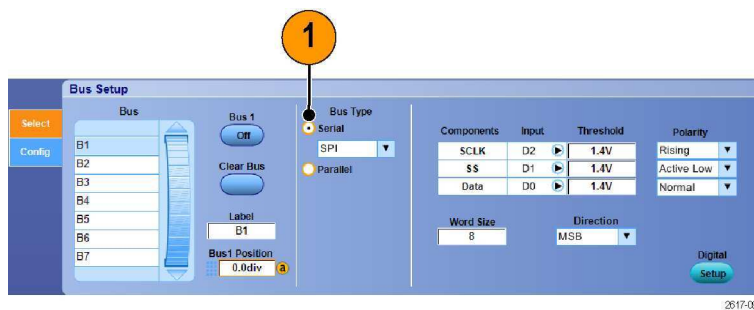 1
Bus Setup
Select
Config
Bus
B1
B2
B3
B4
B5
B6
B7
Bus 1
Off
Clear Bus
Label
B1
Bus1 Position
0.0div a
Bus Type
Serial
SPI
Parallel
Components Input Threshold Polarity
SCLK D2 1.4V Rising
SS D1 1.4V Active Low
Data D0 1.4V Normal
Word Size Direction
8 MSB
Digital
Setup